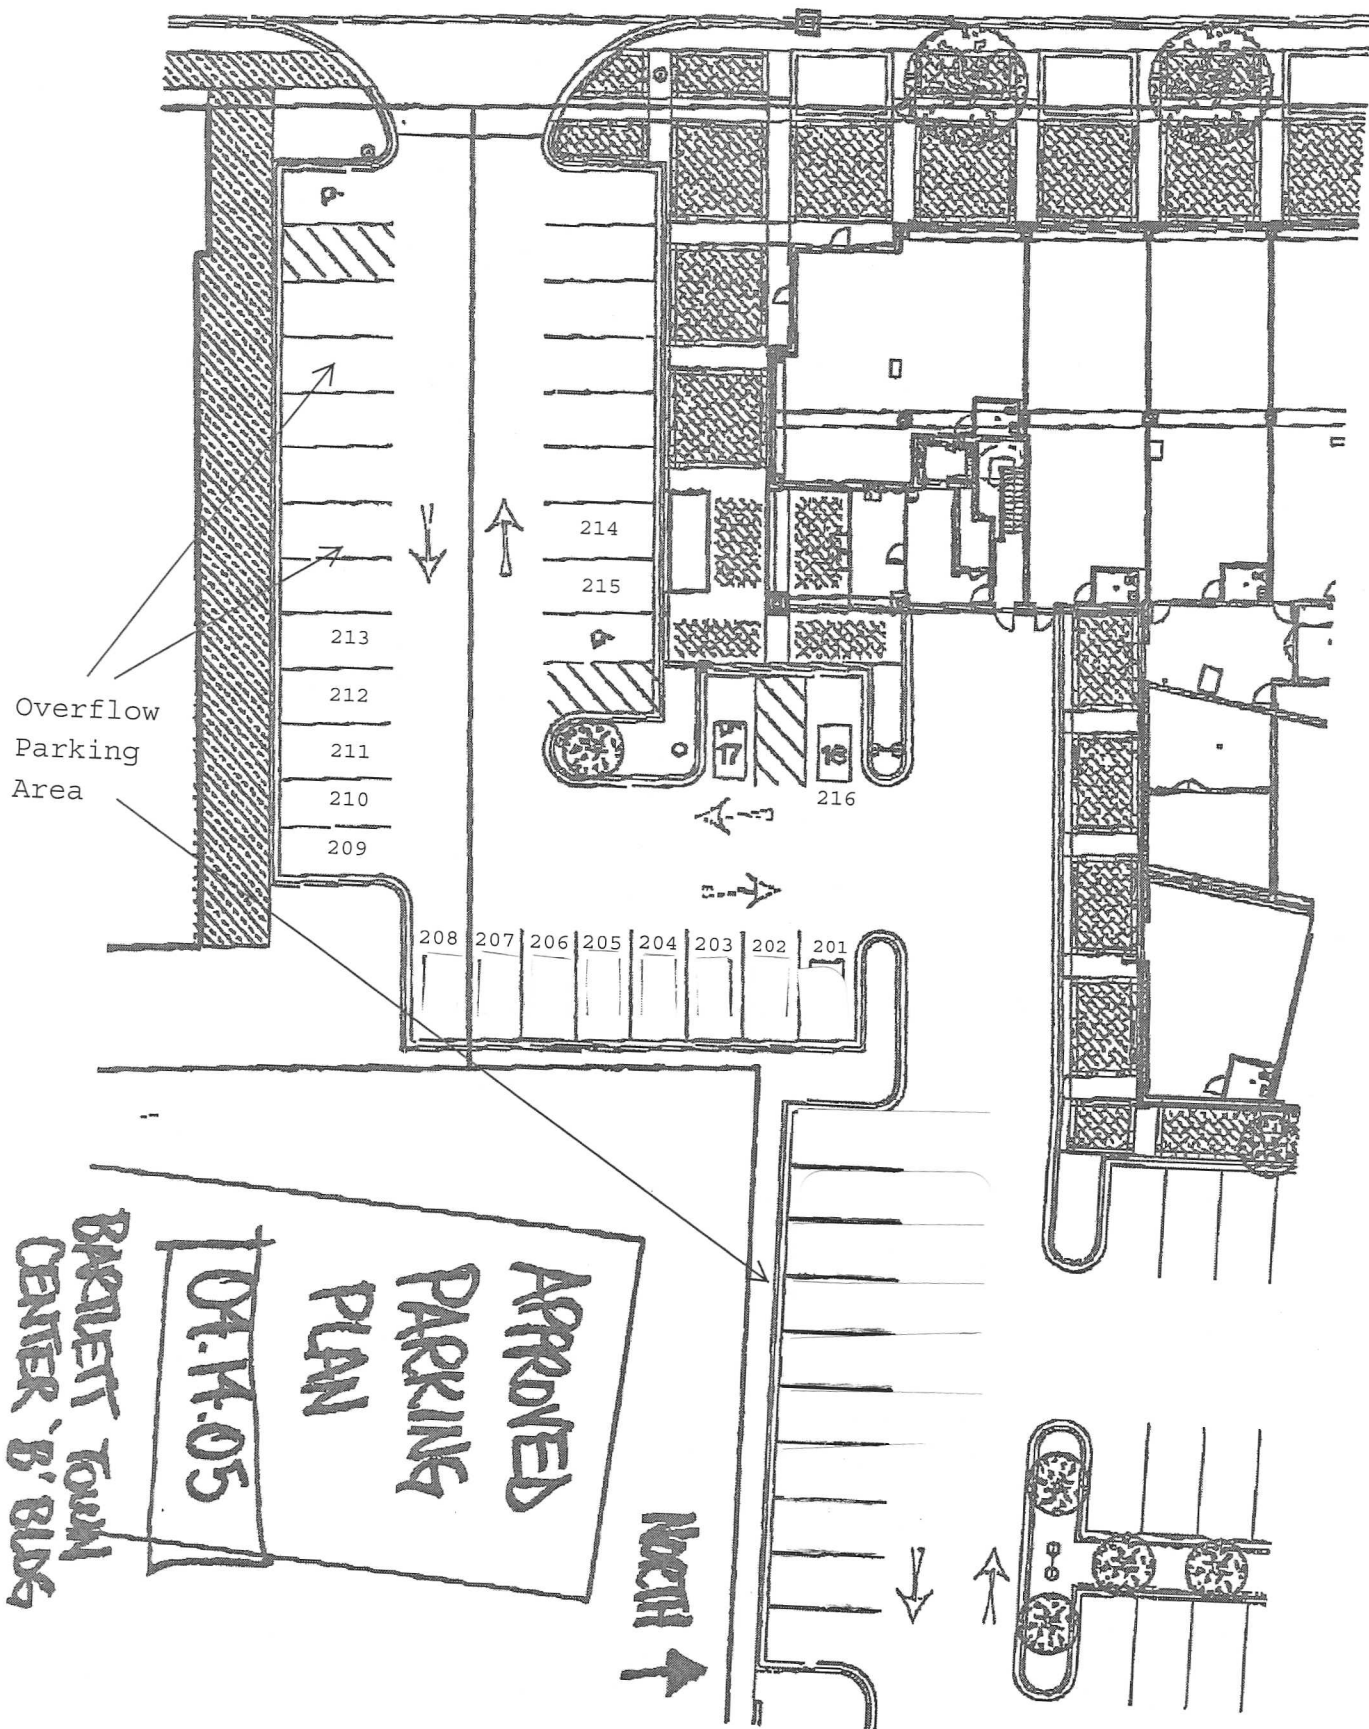 214
215
213
212
211
210
209
Overflow
Parking
Area
17
18
216
208 207 206 205 204 203 202 201
APPROVED
PARKING
PLAN
04.14.05
BARTLETT TOWN
CENTER 'B' BLDG
NORTH